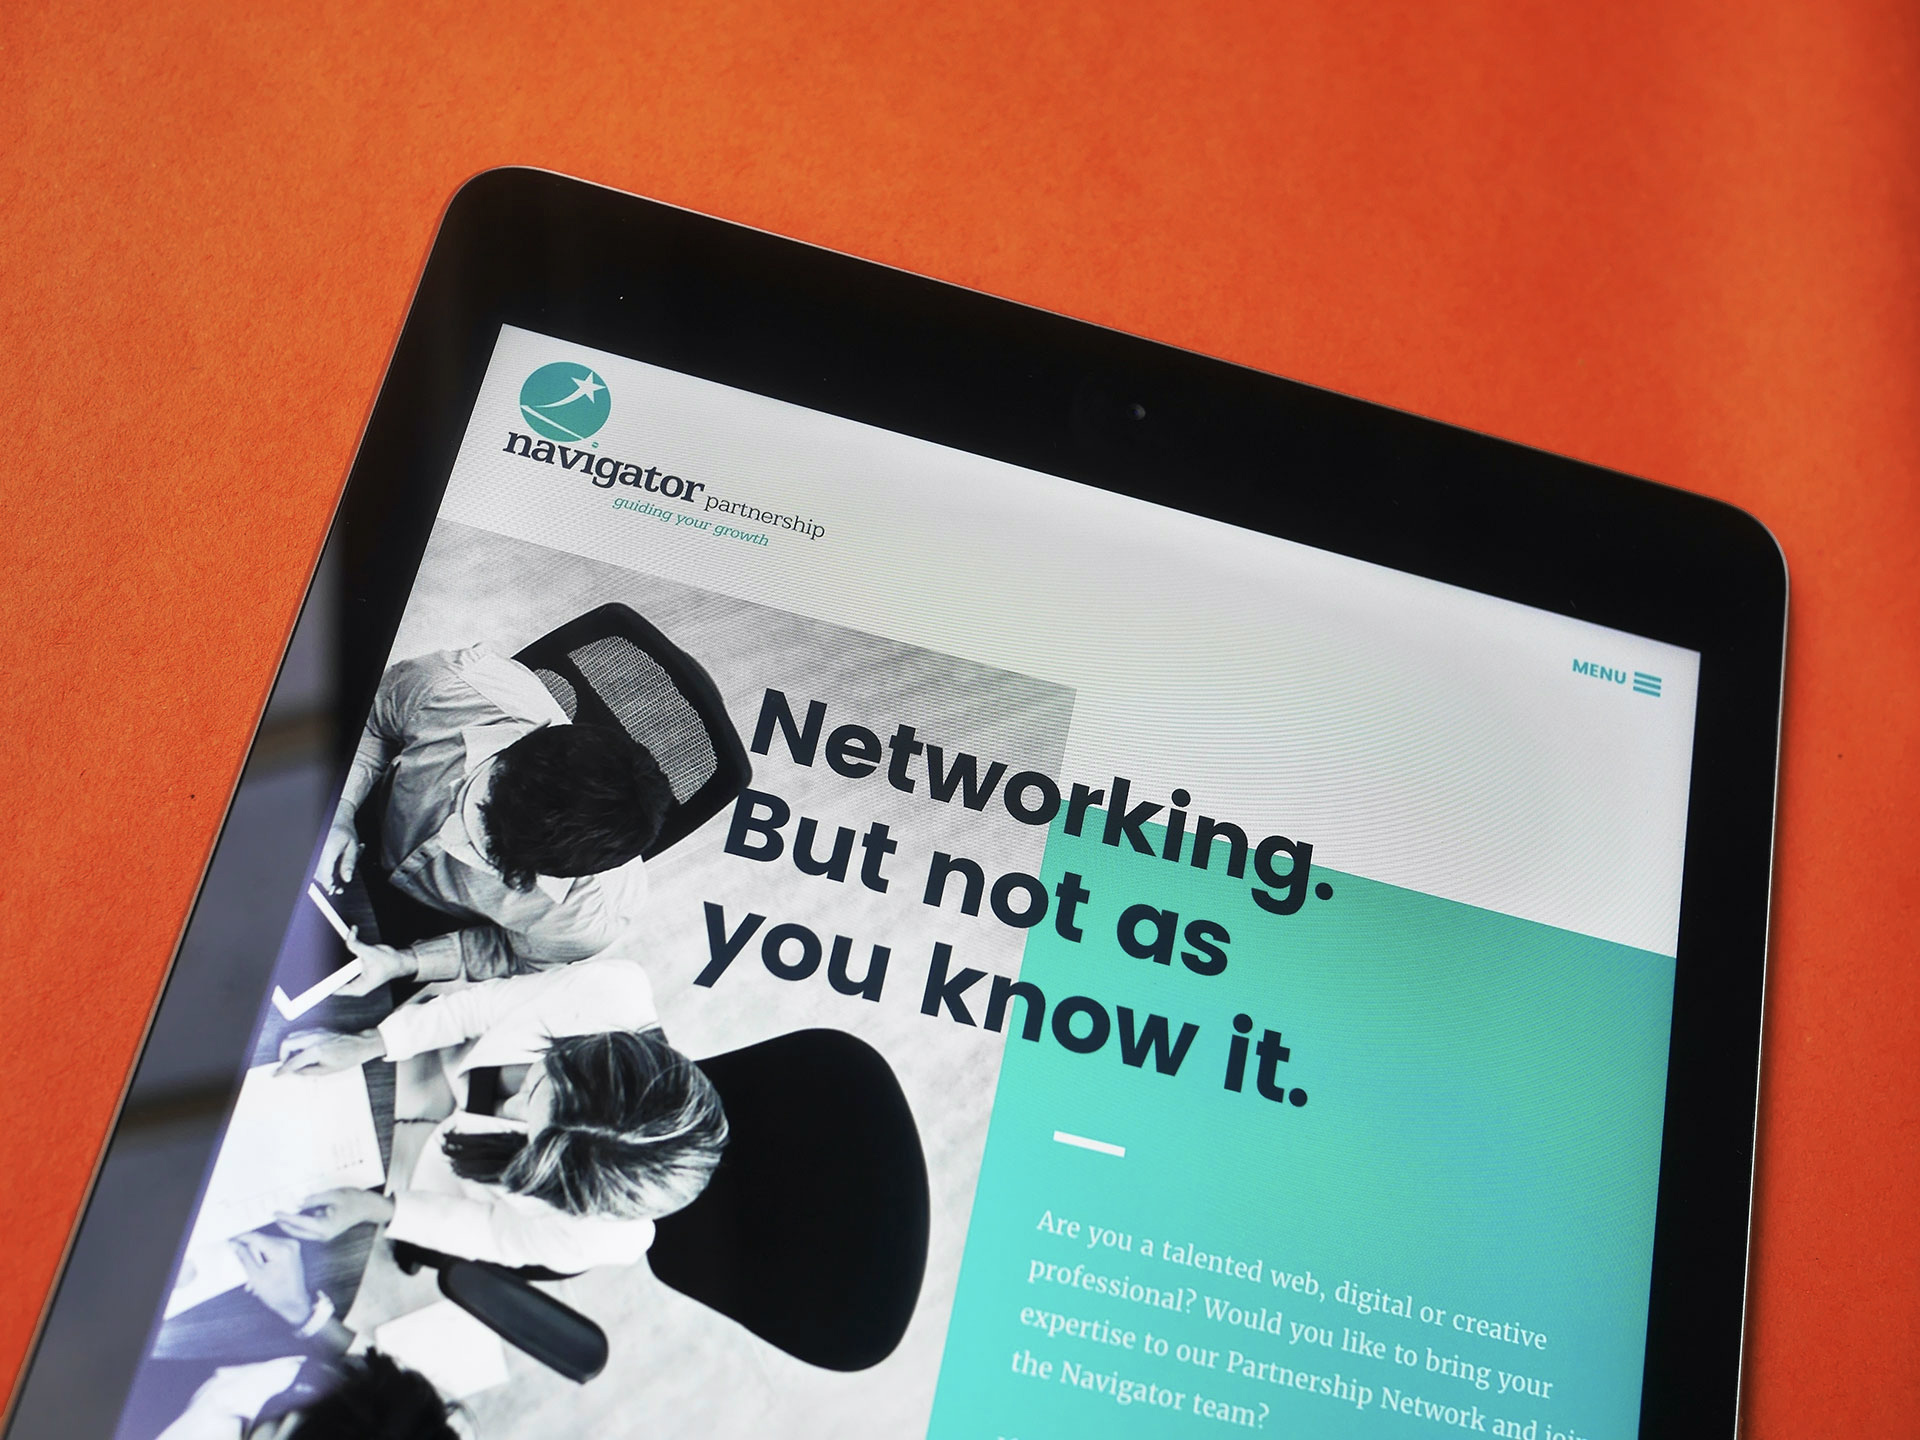 navigator partnership
guiding your growth
MENU
Networking.
But not as
you know it.
Are you a talented web, digital or creative
professional? Would you like to bring your
expertise to our Partnership Network and join
the Navigator team?